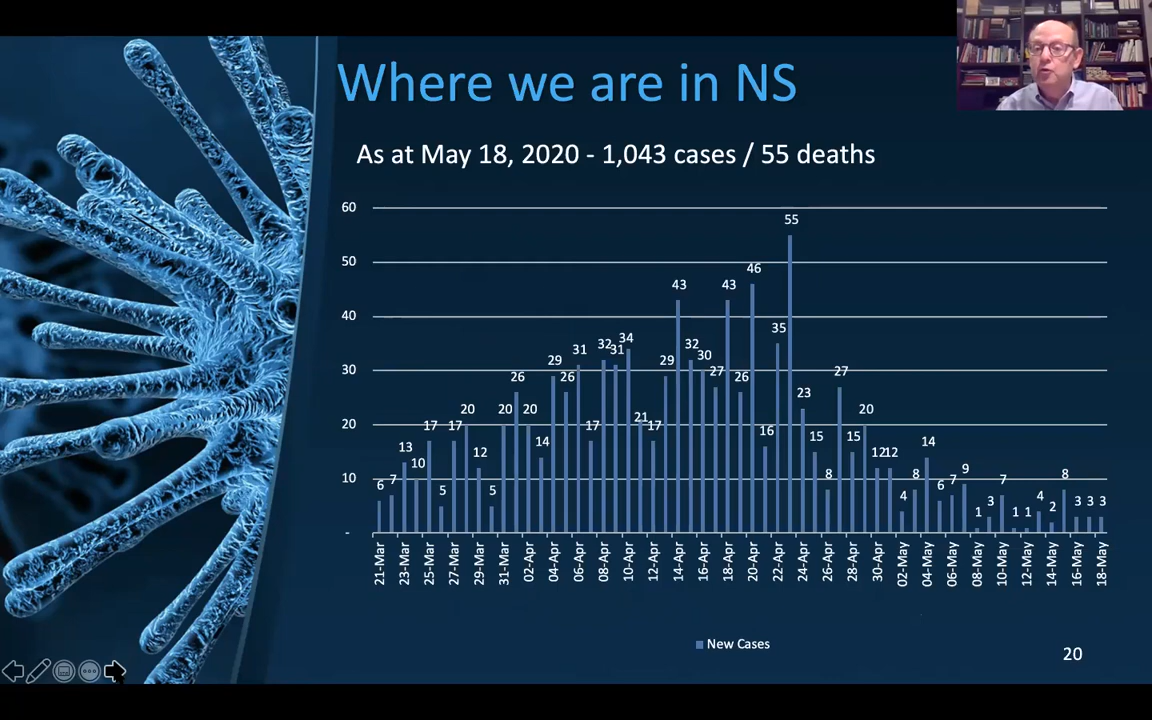 Where we are in NS
As at May 18, 2020 - 1,043 cases / 55 deaths
60
50
40
30
20
10
-
6 7 13 10 17 5 17 20 12 5 20 26 20 14 29 26 31 17 32 31 34 21 17 29 43 32 30 27 43 26 46 16 35 55 23 15 8 27 15 20 12 12 4 8 14 6 7 9 1 3 7 1 1 4 2 8 3 3 3
21-Mar 23-Mar 25-Mar 27-Mar 29-Mar 31-Mar 02-Apr 04-Apr 06-Apr 08-Apr 10-Apr 12-Apr 14-Apr 16-Apr 18-Apr 20-Apr 22-Apr 24-Apr 26-Apr 28-Apr 30-Apr 02-May 04-May 06-May 08-May 10-May 12-May 14-May 16-May 18-May
New Cases
20